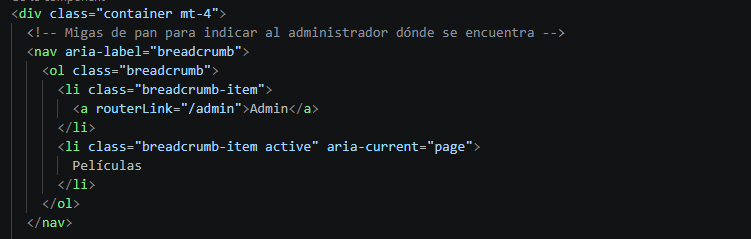 <div class="container mt-4">
<!-- Migas de pan para indicar al administrador dónde se encuentra -->
<nav aria-label="breadcrumb">
<ol class="breadcrumb">
<li class="breadcrumb-item">
<a routerLink="/admin">Admin</a>
</li>
<li class="breadcrumb-item active" aria-current="page">
Películas
</li>
</ol>
</nav>